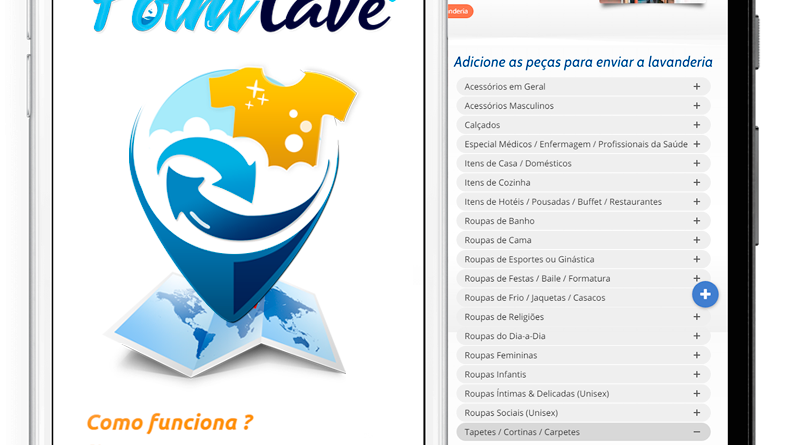 Point Lave
Como funciona ?
anderia
Adicione as peças para enviar a lavanderia
Acessórios em Geral +
Acessórios Masculinos +
Calçados +
Especial Médicos / Enfermagem / Profissionais da Saúde +
Itens de Casa / Domésticos +
Itens de Cozinha +
Itens de Hotéis / Pousadas / Buffet / Restaurantes +
Roupas de Banho +
Roupas de Cama +
Roupas de Esportes ou Ginástica +
Roupas de Festas / Baile / Formatura +
Roupas de Frio / Jaquetas / Casacos
Roupas de Religiões +
Roupas do Dia-a-Dia +
Roupas Femininas +
Roupas Infantis +
Roupas Íntimas & Delicadas (Unisex) +
Roupas Sociais (Unisex) +
Tapetes / Cortinas / Carpetes −